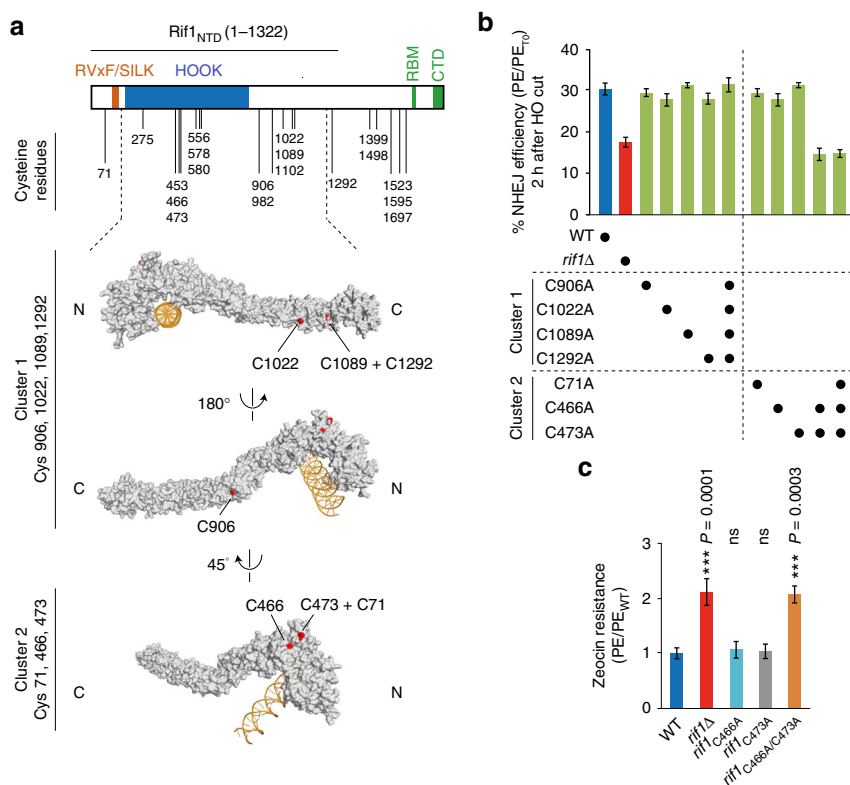 a
Rif1NTD (1–1322)
RVxF/SILK HOOK RBM CTD
Cysteine residues
71
275
453
466
473
556
578
580
906
982
1022
1089
1102
1292
1399
1498
1523
1595
1697
Cluster 1
Cys 906, 1022, 1089,1292
N C
C1022 C1089 + C1292
180°
C N
C906
45°
Cluster 2
Cys 71, 466, 473
C466 C473 + C71
C N
b
% NHEJ efficiency (PE/PET0)
2 h after HO cut
40
30
20
10
0
WT
rif1Δ
Cluster 1
C906A
C1022A
C1089A
C1292A
Cluster 2
C71A
C466A
C473A
c
Zeocin resistance
(PE/PEWT)
3
2
1
0
*** P = 0.0001
ns
ns
*** P = 0.0003
WT
rif1Δ
rif1C466A
rif1C473A
rif1C466A/C473A